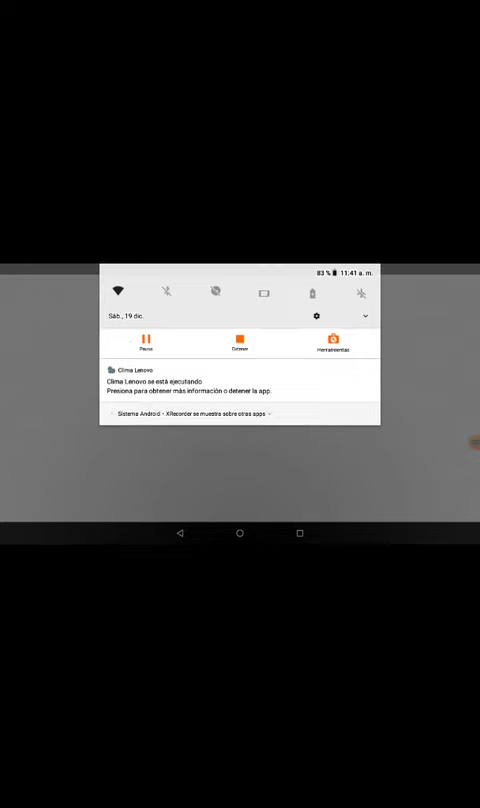 83 % 11:41 a. m.
Sáb., 19 dic.
Pausa Detener Herramientas
Clima Lenovo
Clima Lenovo se está ejecutando
Presiona para obtener más información o detener la app.
Sistema Android • XRecorder se muestra sobre otras apps